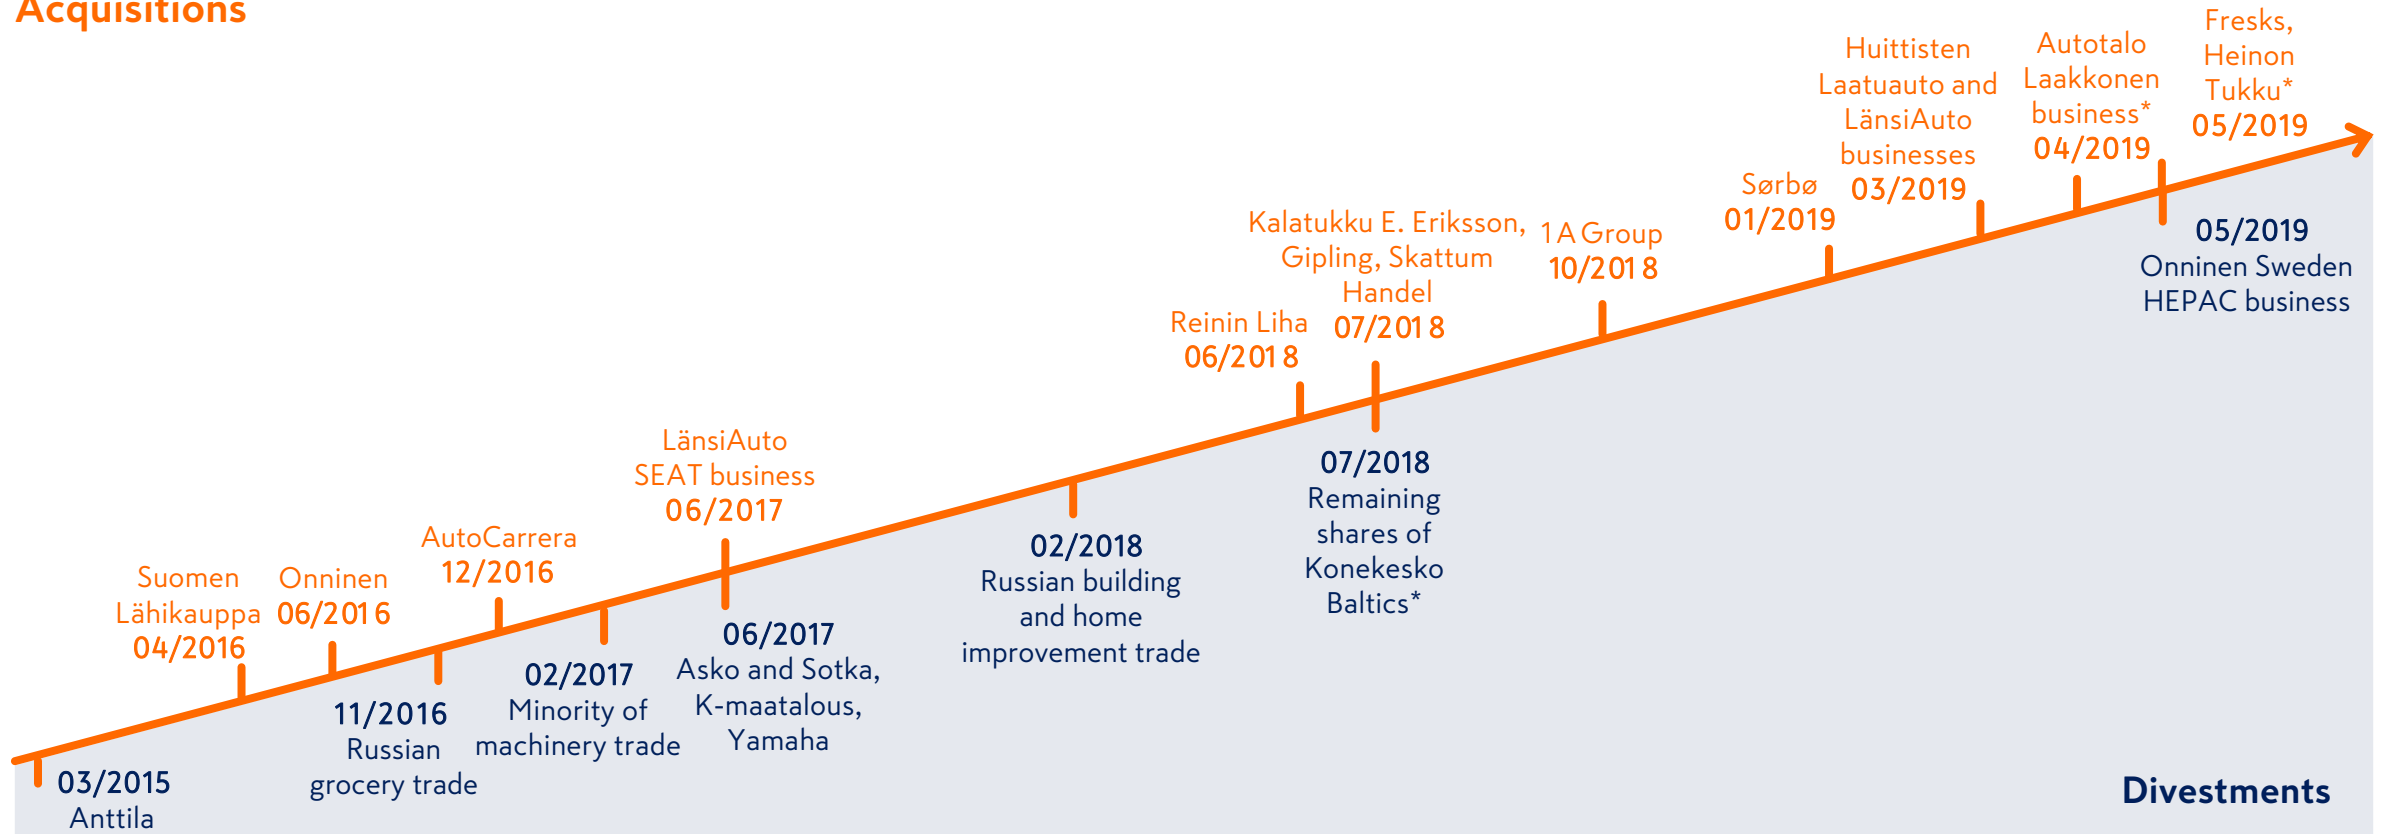 Acquisitions
Suomen
Lähikauppa
04/2016
Onninen
06/2016
AutoCarrera
12/2016
LänsiAuto
SEAT business
06/2017
Reinin Liha
06/2018
Kalatukku E. Eriksson,
Gipling, Skattum
Handel
07/2018
1A Group
10/2018
Sørbø
01/2019
Huittisten
Laatuauto and
LänsiAuto
businesses
03/2019
Autotalo
Laakkonen
business*
04/2019
Fresks,
Heinon
Tukku*
05/2019
03/2015
Anttila
11/2016
Russian
grocery trade
02/2017
Minority of
machinery trade
06/2017
Asko and Sotka,
K-maatalous,
Yamaha
02/2018
Russian building
and home
improvement trade
07/2018
Remaining
shares of
Konekesko
Baltics*
05/2019
Onninen Sweden
HEPAC business
Divestments